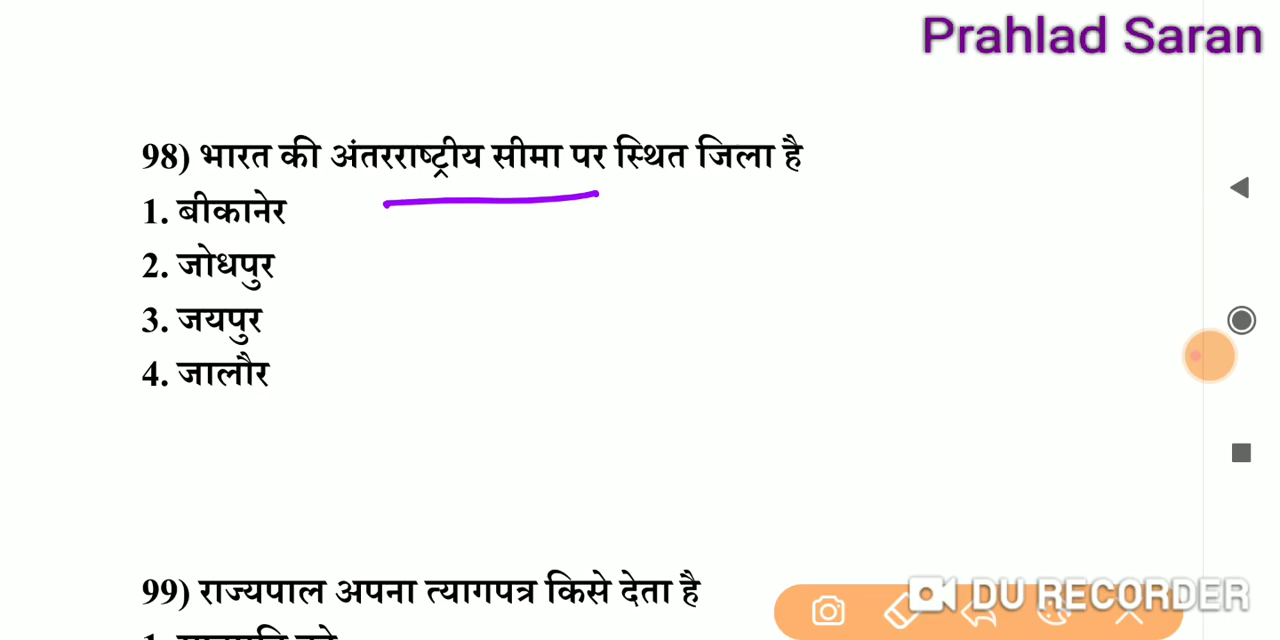 Prahlad Saran
98) भारत की अंतरराष्ट्रीय सीमा पर स्थित जिला है
1. बीकानेर
2. जोधपुर
3. जयपुर
4. जालौर
99) राज्यपाल अपना त्यागपत्र किसे देता है
DU RECORDER